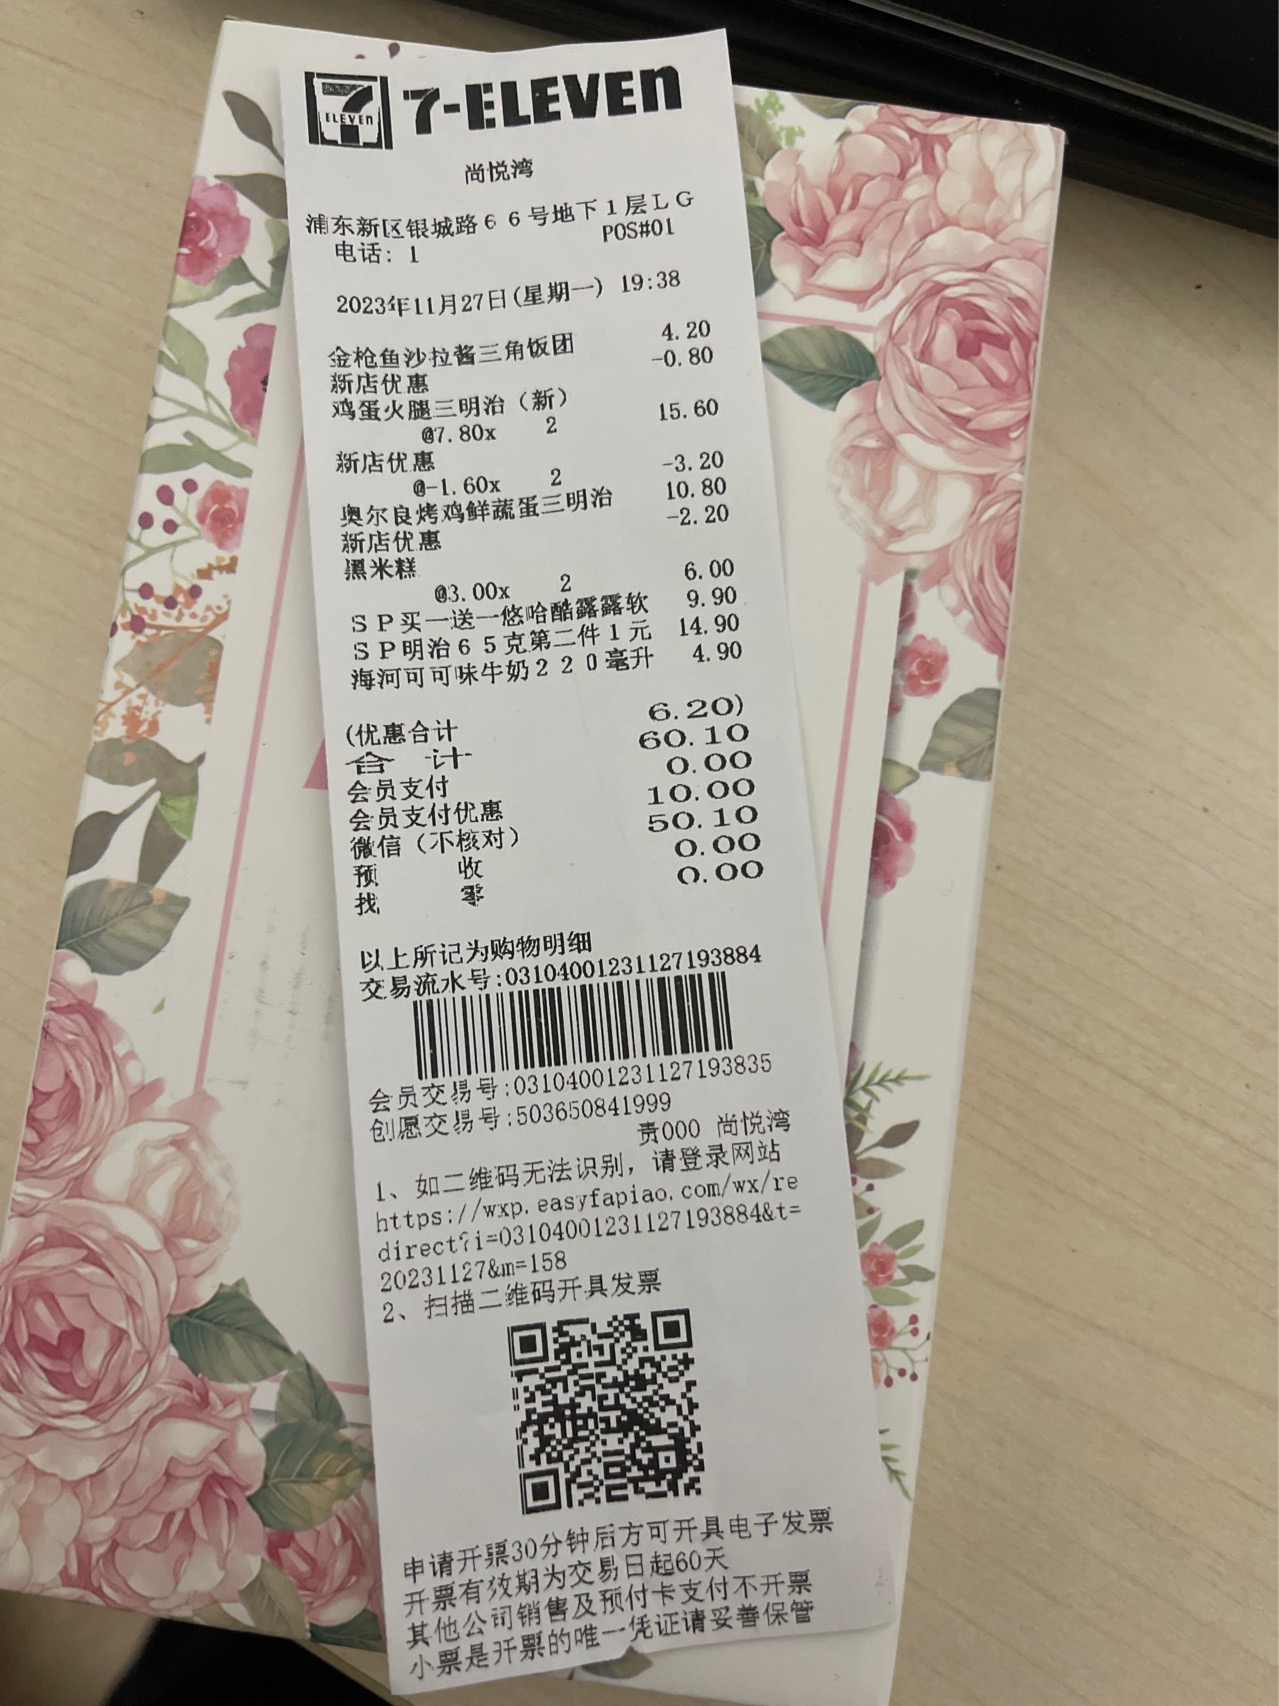 7
ELEVEN
7-ELEVEn
尚悦湾
浦东新区银城路66号地下1层LG
电话: 1 POS#01
2023年11月27日(星期一) 19:38
金枪鱼沙拉酱三角饭团 4.20
新店优惠 -0.80
鸡蛋火腿三明治（新） 15.60
@7.80x 2
新店优惠 -3.20
@-1.60x 2
奥尔良烤鸡鲜蔬蛋三明治 10.80
新店优惠 -2.20
黑米糕 6.00
@3.00x 2
SP买一送一悠哈酷露露软 9.90
SP明治65克第二件1元 14.90
海河可可味牛奶220毫升 4.90
(优惠合计 6.20)
合 计 60.10
会员支付 0.00
会员支付优惠 10.00
微信（不核对） 50.10
预 收 0.00
找 零 0.00
以上所记为购物明细
交易流水号:03104001231127193884
会员交易号:03104001231127193835
创愿交易号:503650841999
责000 尚悦湾
1、如二维码无法识别，请登录网站
https://wxp.easyfapiao.com/wx/re
direct?i=03104001231127193884&t=
20231127&m=158
2、扫描二维码开具发票
申请开票30分钟后方可开具电子发票
开票有效期为交易日起60天
其他公司销售及预付卡支付不开票
小票是开票的唯一凭证请妥善保管